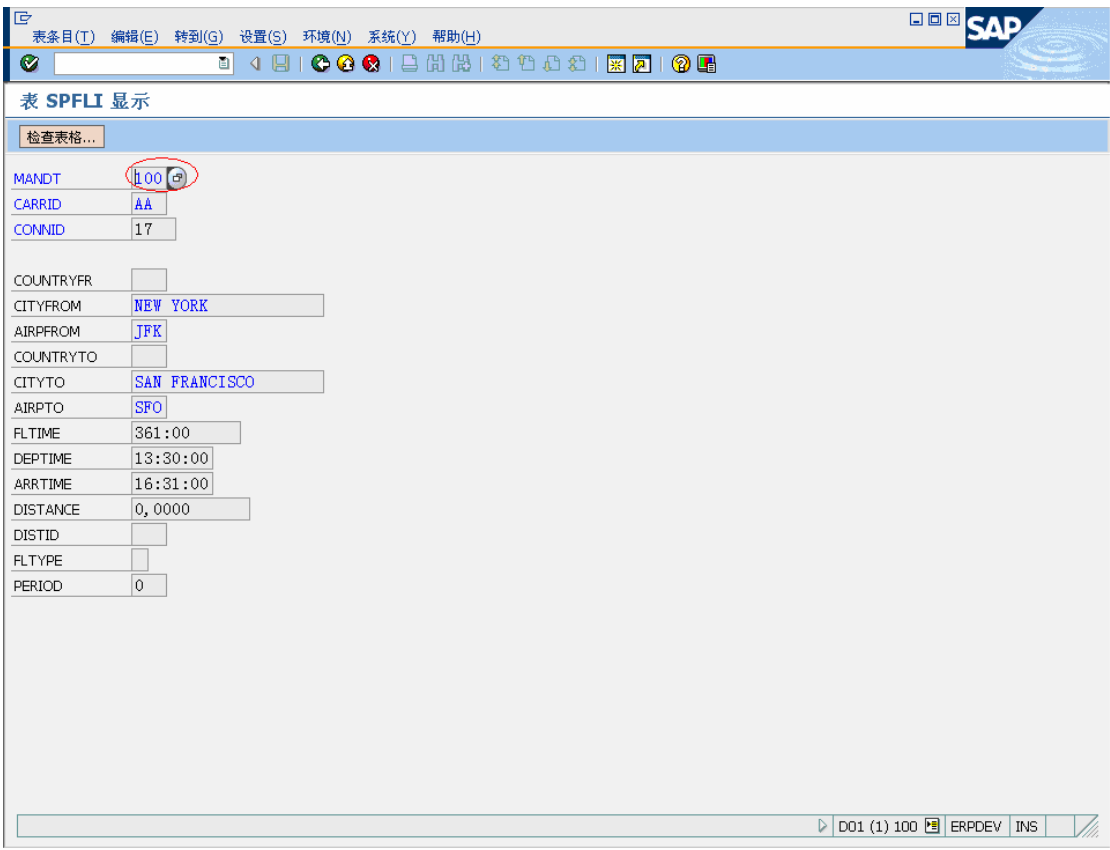 表条目(T) 编辑(E) 转到(G) 设置(S) 环境(N) 系统(Y) 帮助(H)
SAP
表 SPFLI 显示
检查表格...
MANDT 100
CARRID AA
CONNID 17
COUNTRYFR
CITYFROM NEW YORK
AIRPFROM JFK
COUNTRYTO
CITYTO SAN FRANCISCO
AIRPTO SFO
FLTIME 361:00
DEPTIME 13:30:00
ARRTIME 16:31:00
DISTANCE 0,0000
DISTID
FLTYPE
PERIOD 0
D01 (1) 100 ERPDEV INS